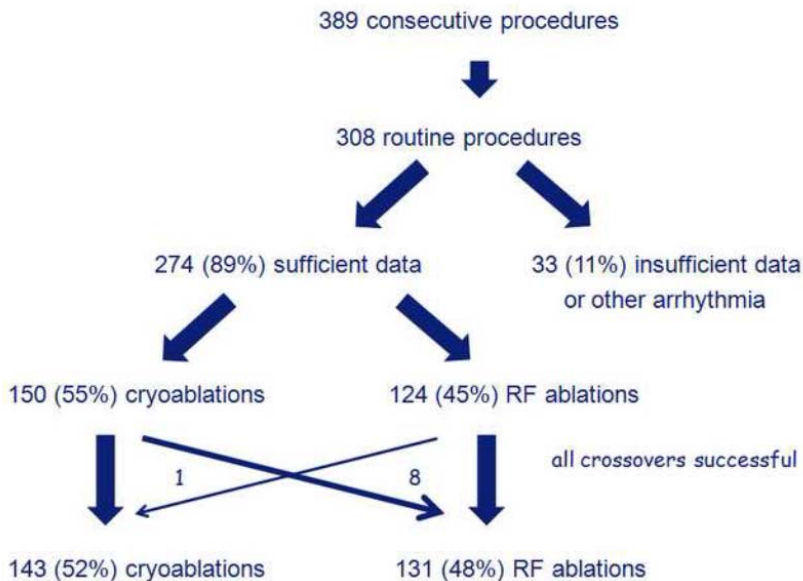 389 consecutive procedures
308 routine procedures
274 (89%) sufficient data
33 (11%) insufficient data
or other arrhythmia
150 (55%) cryoablations
124 (45%) RF ablations
all crossovers successful
1
8
143 (52%) cryoablations
131 (48%) RF ablations